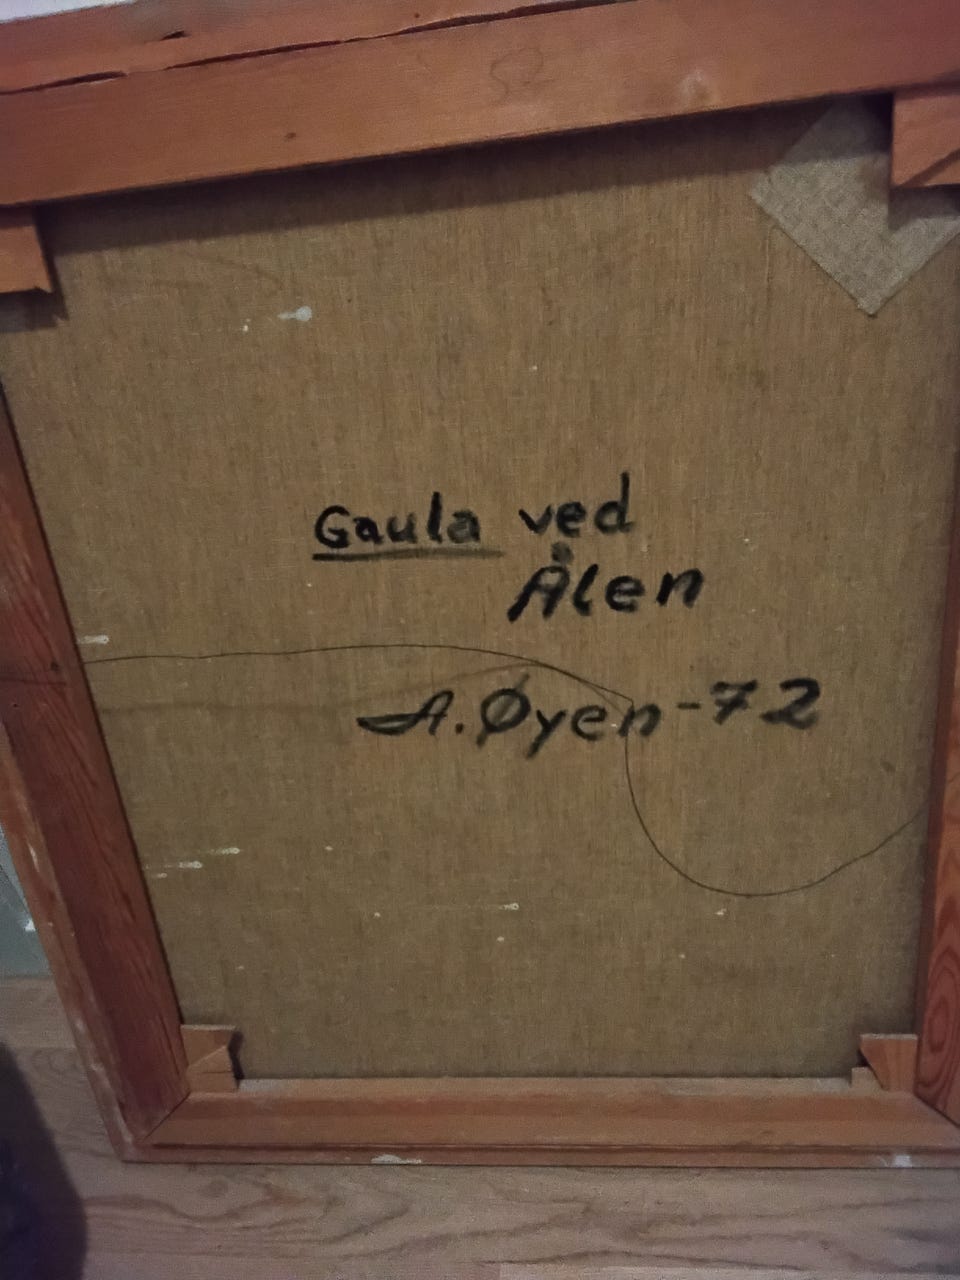 Gaula ved
Ålen
A. Øyen-72